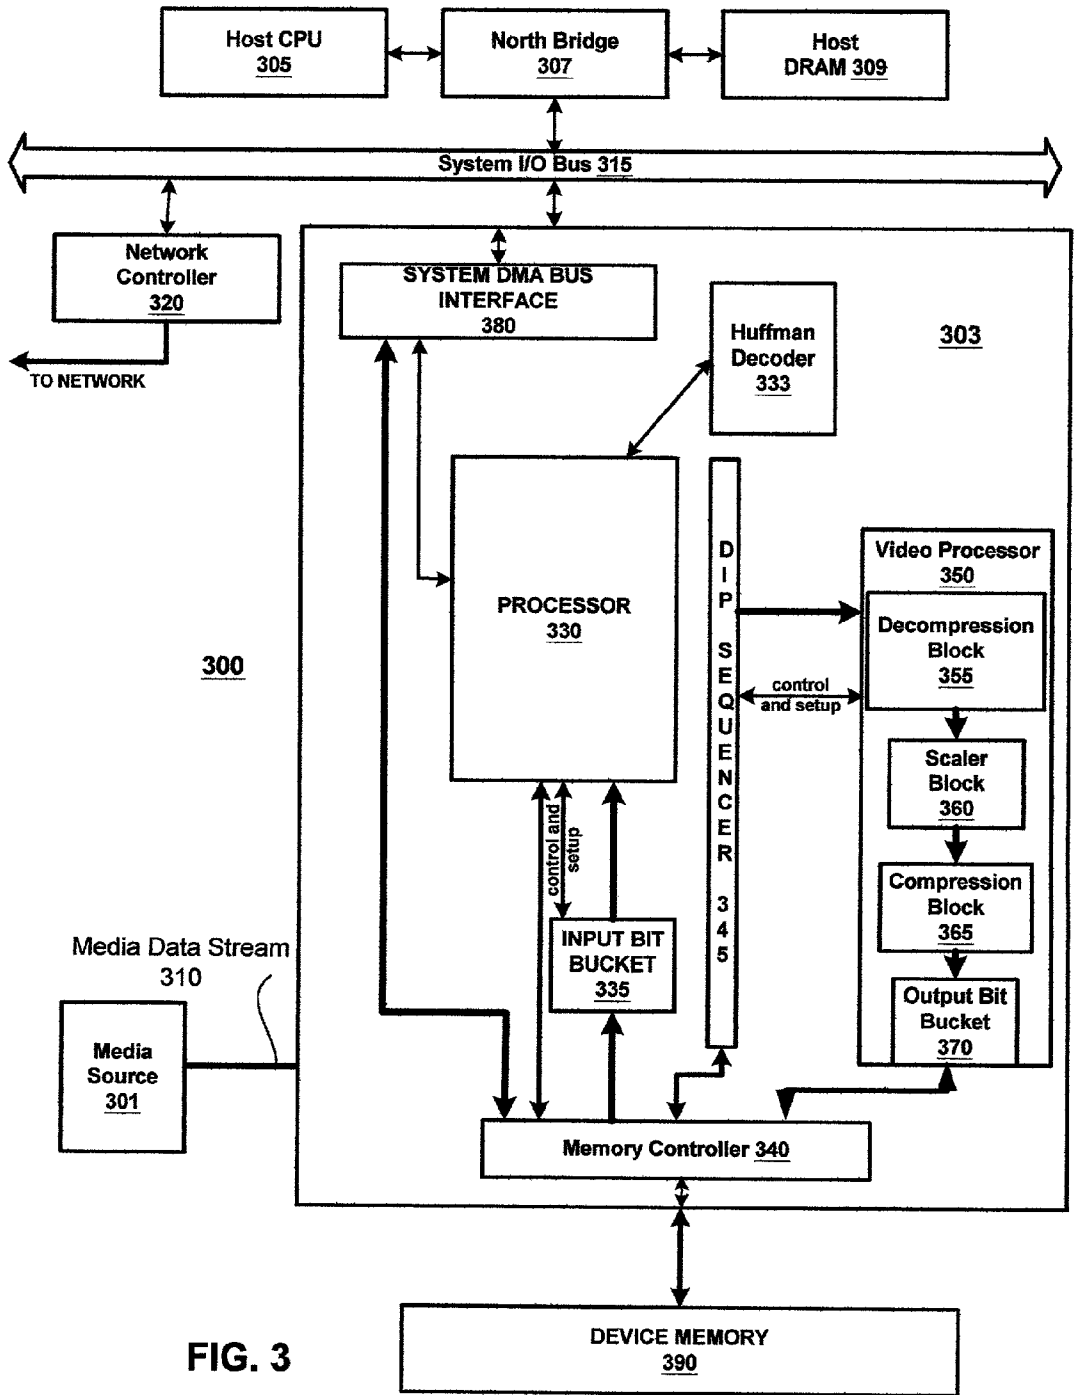 Host CPU
305
North Bridge
307
Host
DRAM 309
System I/O Bus 315
Network
Controller
320
TO NETWORK
SYSTEM DMA BUS
INTERFACE
380
Huffman
Decoder
333
303
PROCESSOR
330
DIP SEQUENCER 345
Video Processor
350
Decompression
Block
355
control
and setup
300
Scaler
Block
360
control and
setup
Compression
Block
365
INPUT BIT
BUCKET
335
Media Data Stream
310
Output Bit
Bucket
370
Media
Source
301
Memory Controller 340
DEVICE MEMORY
390
FIG. 3